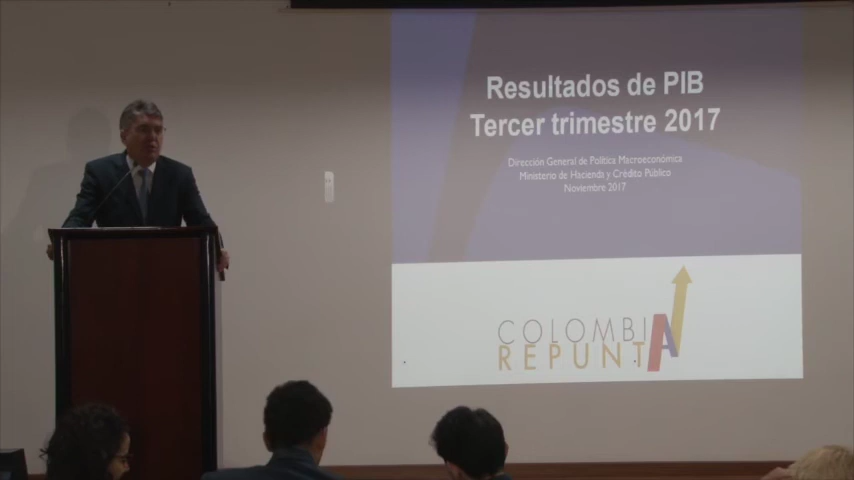 Resultados de PIB
Tercer trimestre 2017
Dirección General de Política Macroeconómica
Ministerio de Hacienda y Crédito Público
Noviembre 2017
COLOMBIA
REPUNTA